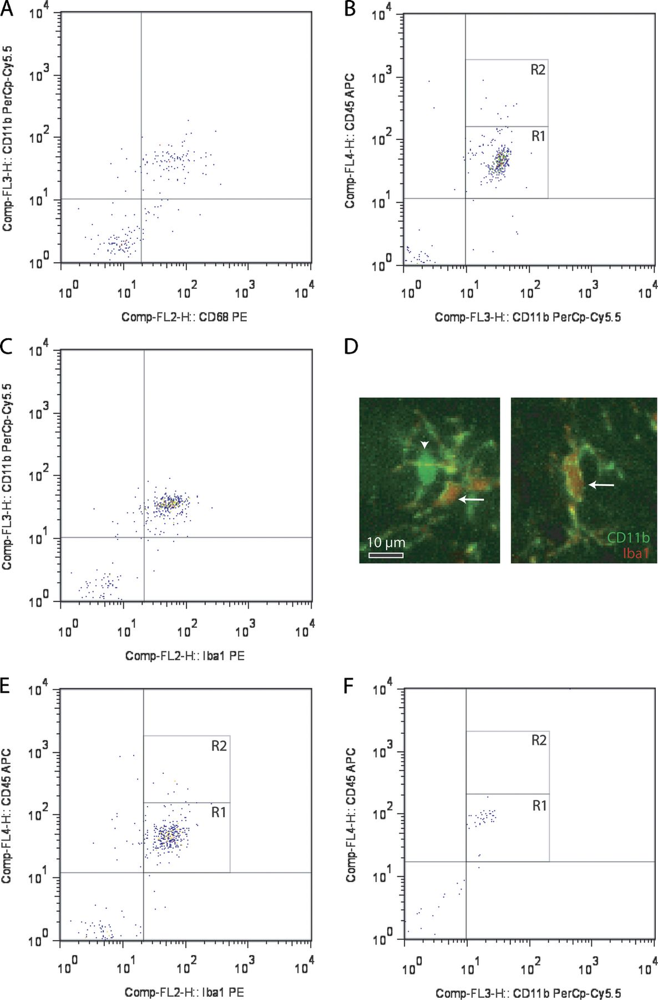 A
10^4
10^3
10^2
10^1
10^0
Comp-FL3-H:: CD11b PerCp-Cy5.5
10^0 10^1 10^2 10^3 10^4
Comp-FL2-H:: CD68 PE
B
10^4
10^3
10^2
10^1
10^0
Comp-FL4-H:: CD45 APC
R2
R1
10^0 10^1 10^2 10^3 10^4
Comp-FL3-H:: CD11b PerCp-Cy5.5
C
10^4
10^3
10^2
10^1
10^0
Comp-FL3-H:: CD11b PerCp-Cy5.5
10^0 10^1 10^2 10^3 10^4
Comp-FL2-H:: Iba1 PE
D
10 µm
CD11b
Iba1
E
10^4
10^3
10^2
10^1
10^0
Comp-FL4-H:: CD45 APC
R2
R1
10^0 10^1 10^2 10^3 10^4
Comp-FL2-H:: Iba1 PE
F
10^4
10^3
10^2
10^1
10^0
Comp-FL4-H:: CD45 APC
R2
R1
10^0 10^1 10^2 10^3 10^4
Comp-FL3-H:: CD11b PerCp-Cy5.5